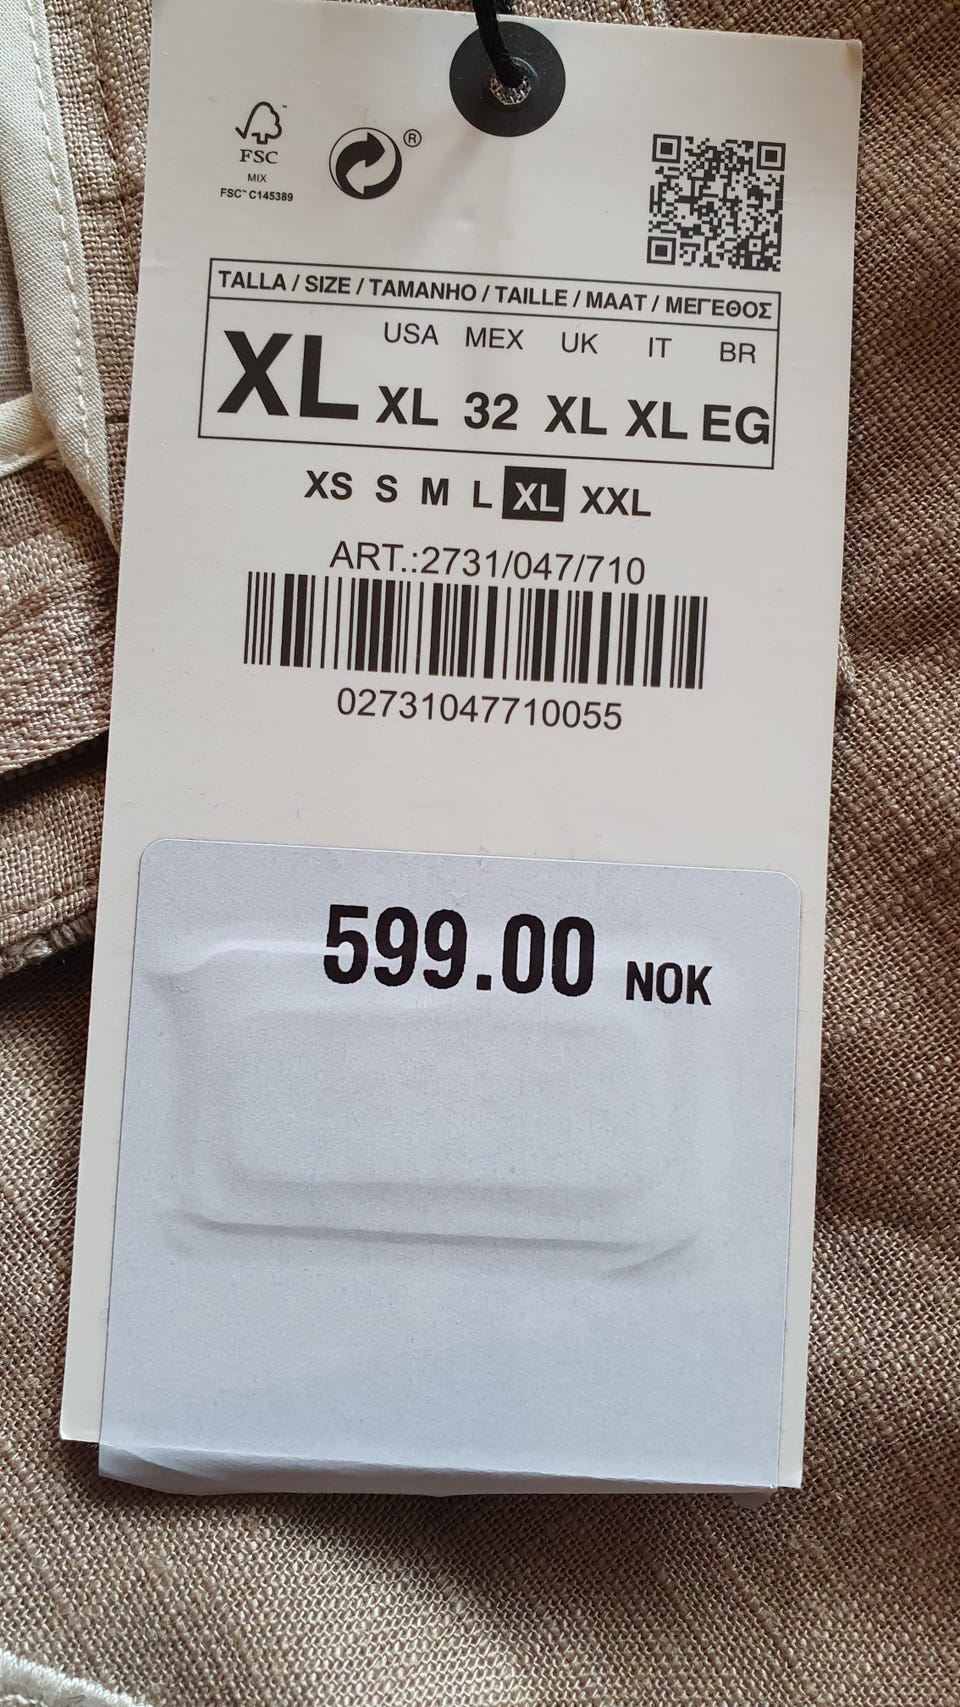 FSC™
MIX
FSC™ C145389
®
TALLA / SIZE / TAMANHO / TAILLE / MAAT / ΜΕΓΕΘΟΣ
USA MEX UK IT BR
XL XL 32 XL XL EG
XS S M L XL XXL
ART.:2731/047/710
02731047710055
599.00 NOK